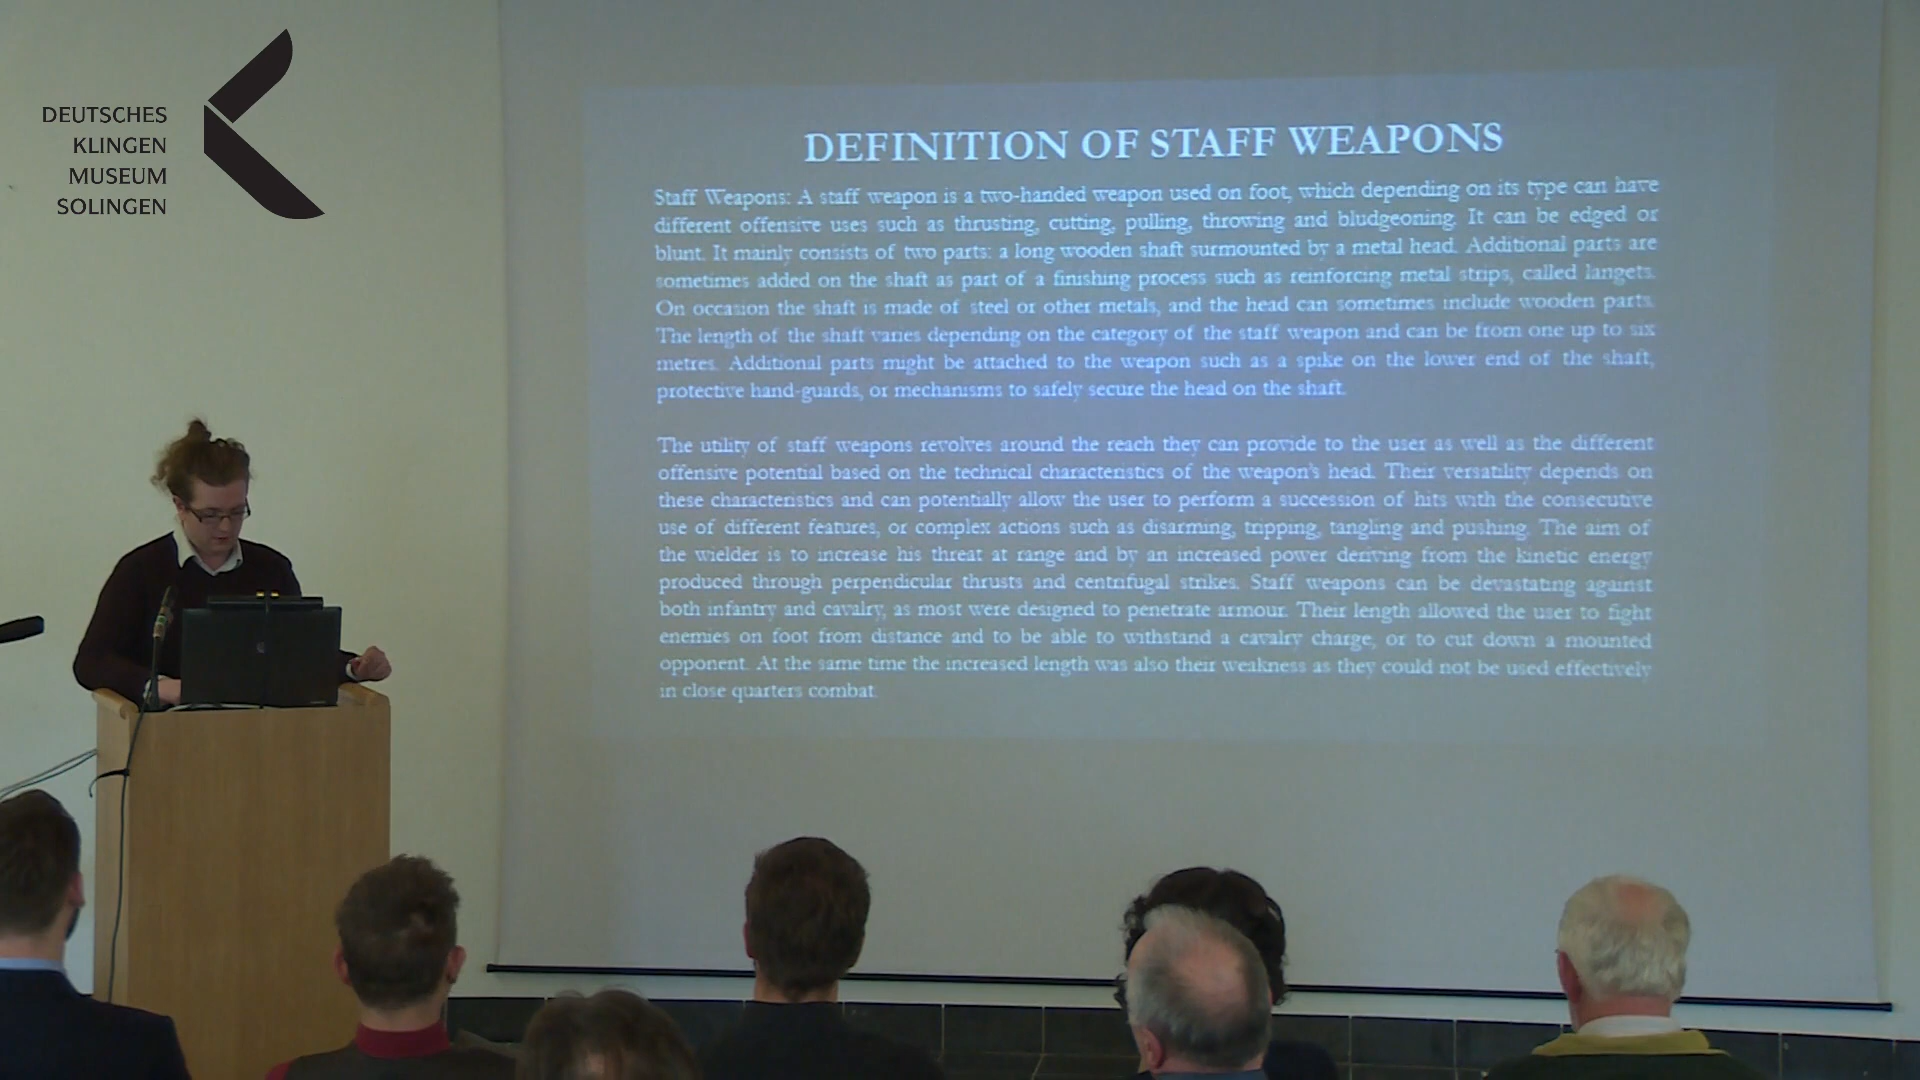 DEUTSCHES
KLINGEN
MUSEUM
SOLINGEN
DEFINITION OF STAFF WEAPONS
Staff Weapons: A staff weapon is a two-handed weapon used on foot, which depending on its type can have
different offensive uses such as thrusting, cutting, pulling, throwing and bludgeoning. It can be edged or
blunt. It mainly consists of two parts: a long wooden shaft surmounted by a metal head. Additional parts are
sometimes added on the shaft as part of a finishing process such as reinforcing metal strips, called langets.
On occasion the shaft is made of steel or other metals, and the head can sometimes include wooden parts.
The length of the shaft varies depending on the category of the staff weapon and can be from one up to six
metres. Additional parts might be attached to the weapon such as a spike on the lower end of the shaft,
protective hand-guards, or mechanisms to safely secure the head on the shaft.
The utility of staff weapons revolves around the reach they can provide to the user as well as the different
offensive potential based on the technical characteristics of the weapon's head. Their versatility depends on
these characteristics and can potentially allow the user to perform a succession of hits with the consecutive
use of different features, or complex actions such as disarming, tripping, tangling and pushing. The aim of
the wielder is to increase his threat at range and by an increased power deriving from the kinetic energy
produced through perpendicular thrusts and centrifugal strikes. Staff weapons can be devastating against
both infantry and cavalry, as most were designed to penetrate armour. Their length allowed the user to fight
enemies on foot from distance and to be able to withstand a cavalry charge, or to cut down a mounted
opponent. At the same time the increased length was also their weakness as they could not be used effectively
in close quarters combat.